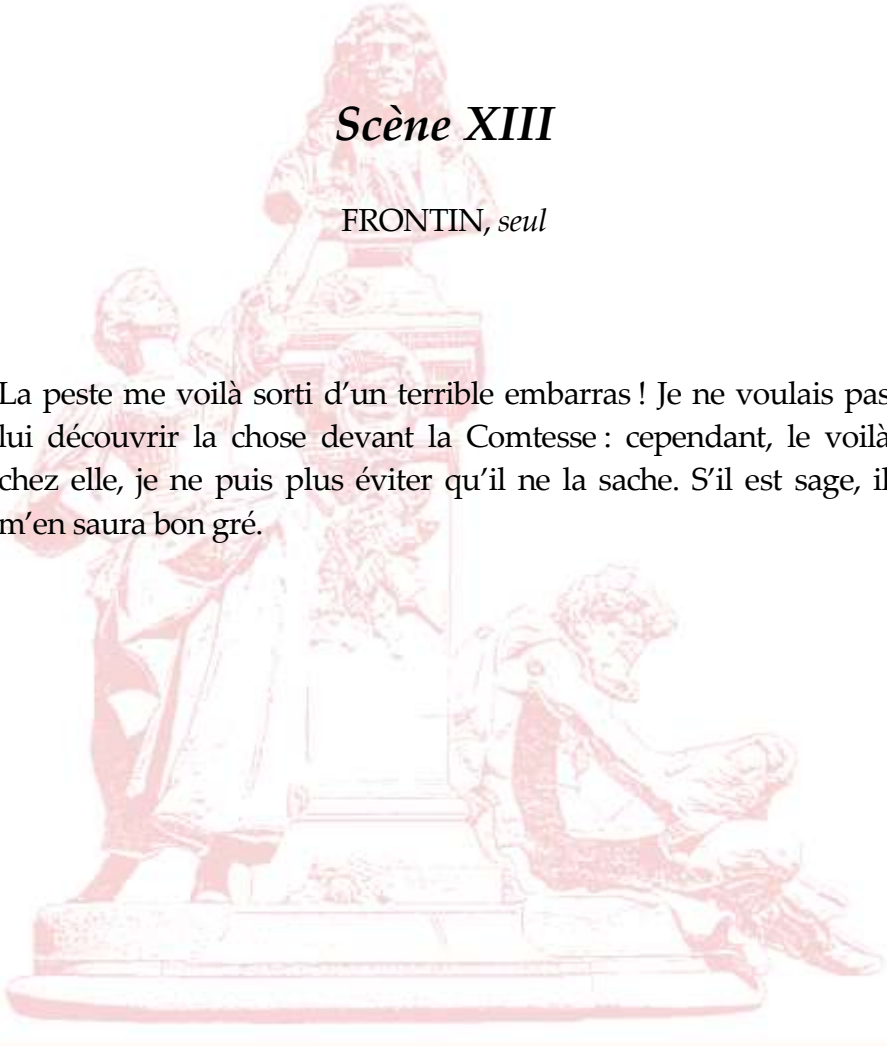 Scène XIII
FRONTIN, seul
La peste me voilà sorti d’un terrible embarras ! Je ne voulais pas
lui découvrir la chose devant la Comtesse : cependant, le voilà
chez elle, je ne puis plus éviter qu’il ne la sache. S’il est sage, il
m’en saura bon gré.